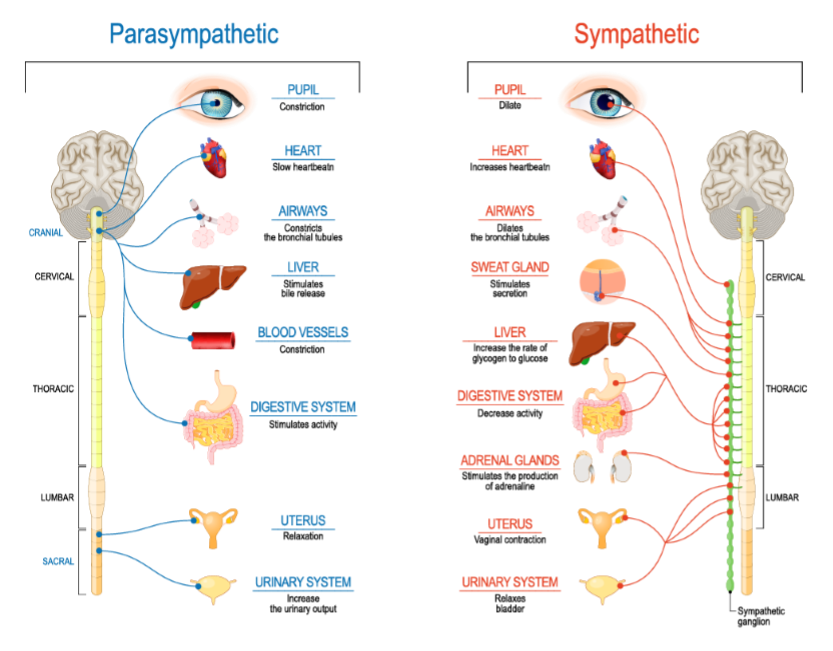 Parasympathetic
PUPIL
Constriction
HEART
Slow heartbeatn
CRANIAL
AIRWAYS
Constricts
the bronchial tubules
CERVICAL
LIVER
Stimulates
bile release
BLOOD VESSELS
Constriction
THORACIC
DIGESTIVE SYSTEM
Stimulates activity
LUMBAR
UTERUS
Relaxation
SACRAL
URINARY SYSTEM
Increase
the urinary output
Sympathetic
PUPIL
Dilate
HEART
Increases heartbeatn
AIRWAYS
Dilates
the bronchial tubules
SWEAT GLAND
Stimulates
secretion
CERVICAL
LIVER
Increase the rate of
glycogen to glucose
DIGESTIVE SYSTEM
Decrease activity
THORACIC
ADRENAL GLANDS
Stimulates the production
of adrenaline
LUMBAR
UTERUS
Vaginal contraction
URINARY SYSTEM
Relaxes
bladder
Sympathetic
ganglion